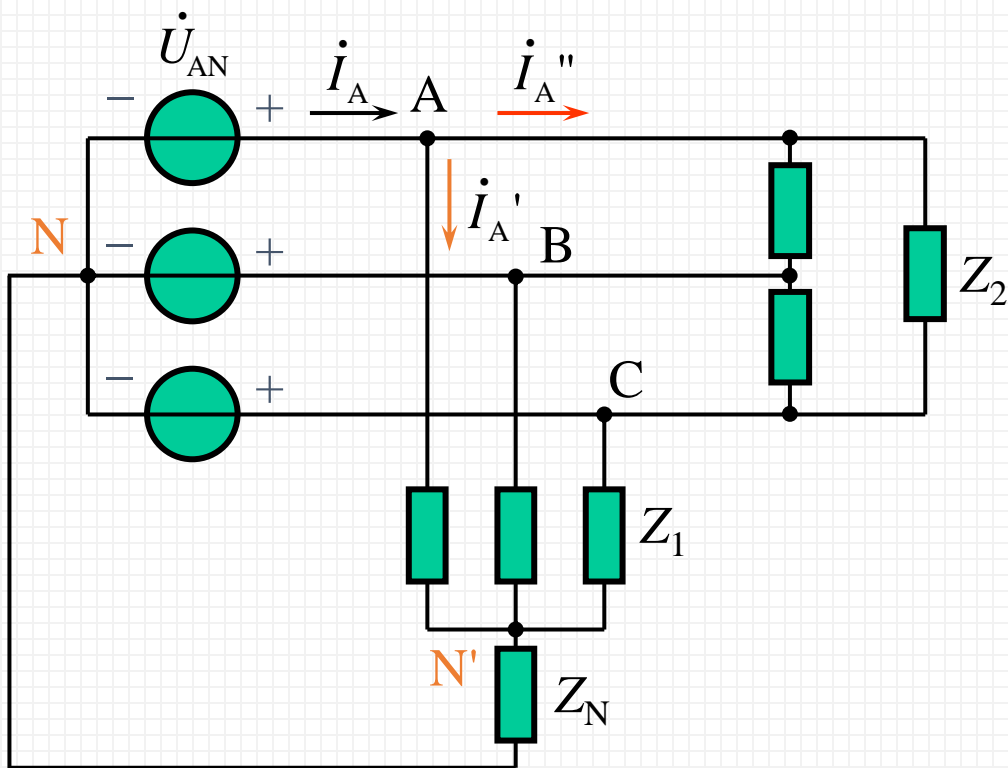 U̇AN
− + İA A İA''
İA'
N − + B
Z2
− + C
Z1
N'
ZN